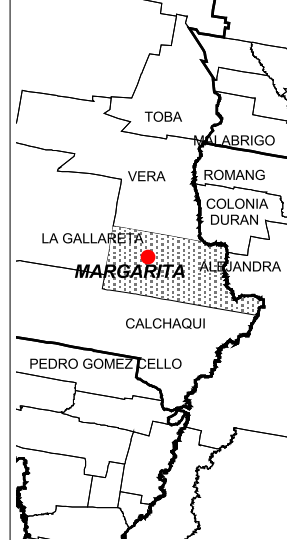 TOBA
MALABRIGO
VERA
ROMANG
COLONIA
DURAN
LA GALLARETA
ALEJANDRA
MARGARITA
CALCHAQUI
PEDRO GOMEZ CELLO